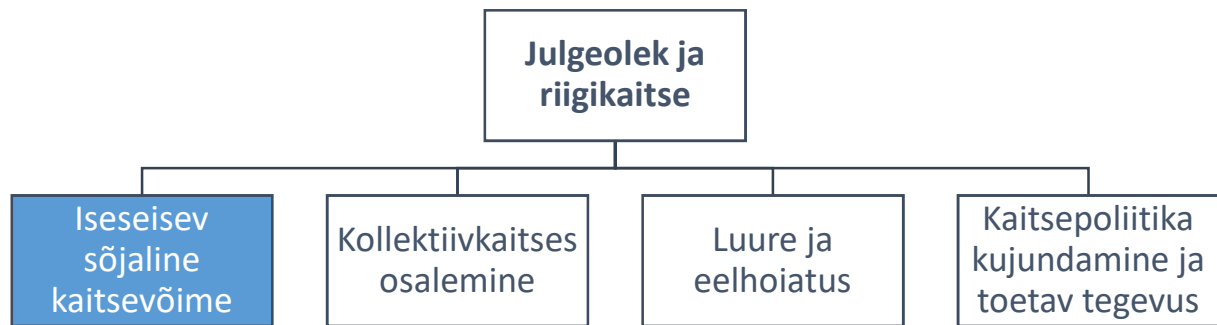 Julgeolek ja
riigikaitse
Iseseisev
sõjaline
kaitsevõime
Kollektiivkaitses
osalemine
Luure ja
eelhoiatus
Kaitsepoliitika
kujundamine ja
toetav tegevus